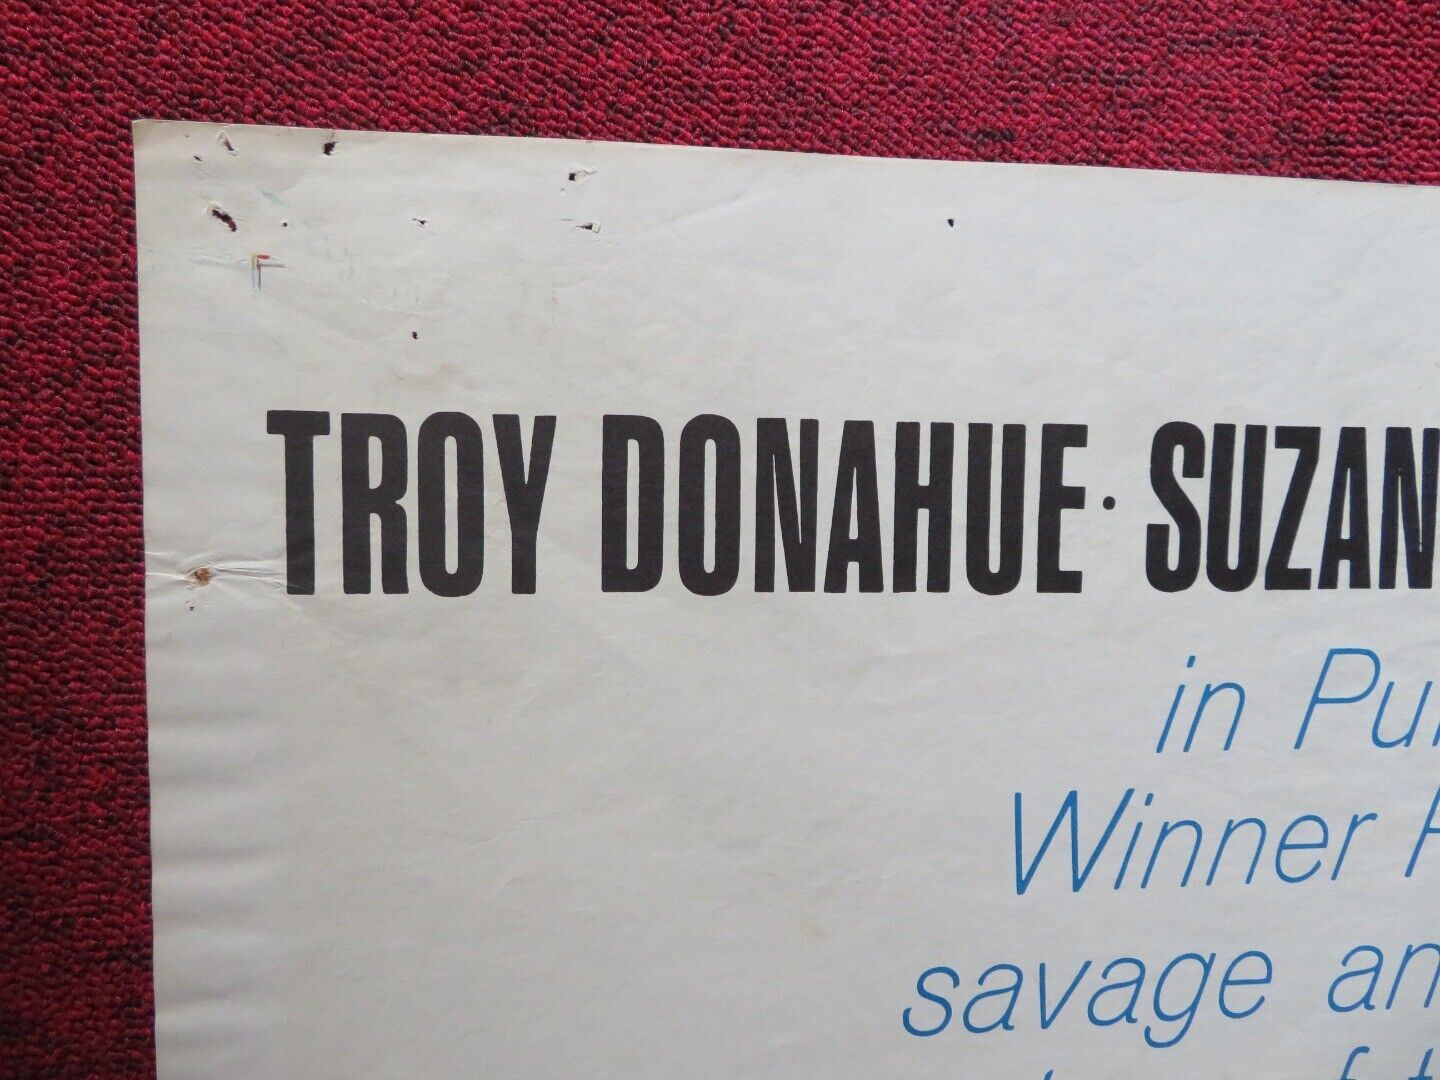 TROY DONAHUE · SUZAN
in Pu
Winner
savage an